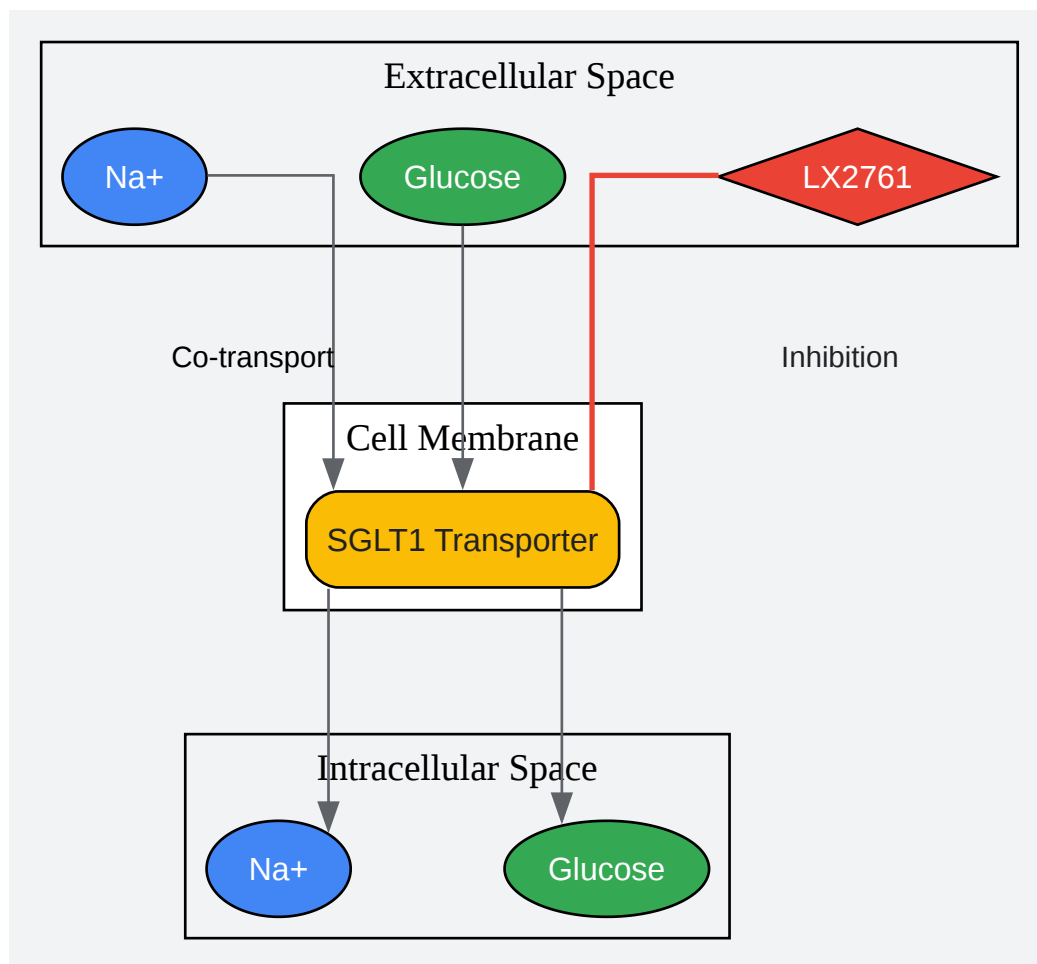 Extracellular Space
Na+
Glucose
LX2761
Co-transport
Inhibition
Cell Membrane
SGLT1 Transporter
Intracellular Space
Na+
Glucose